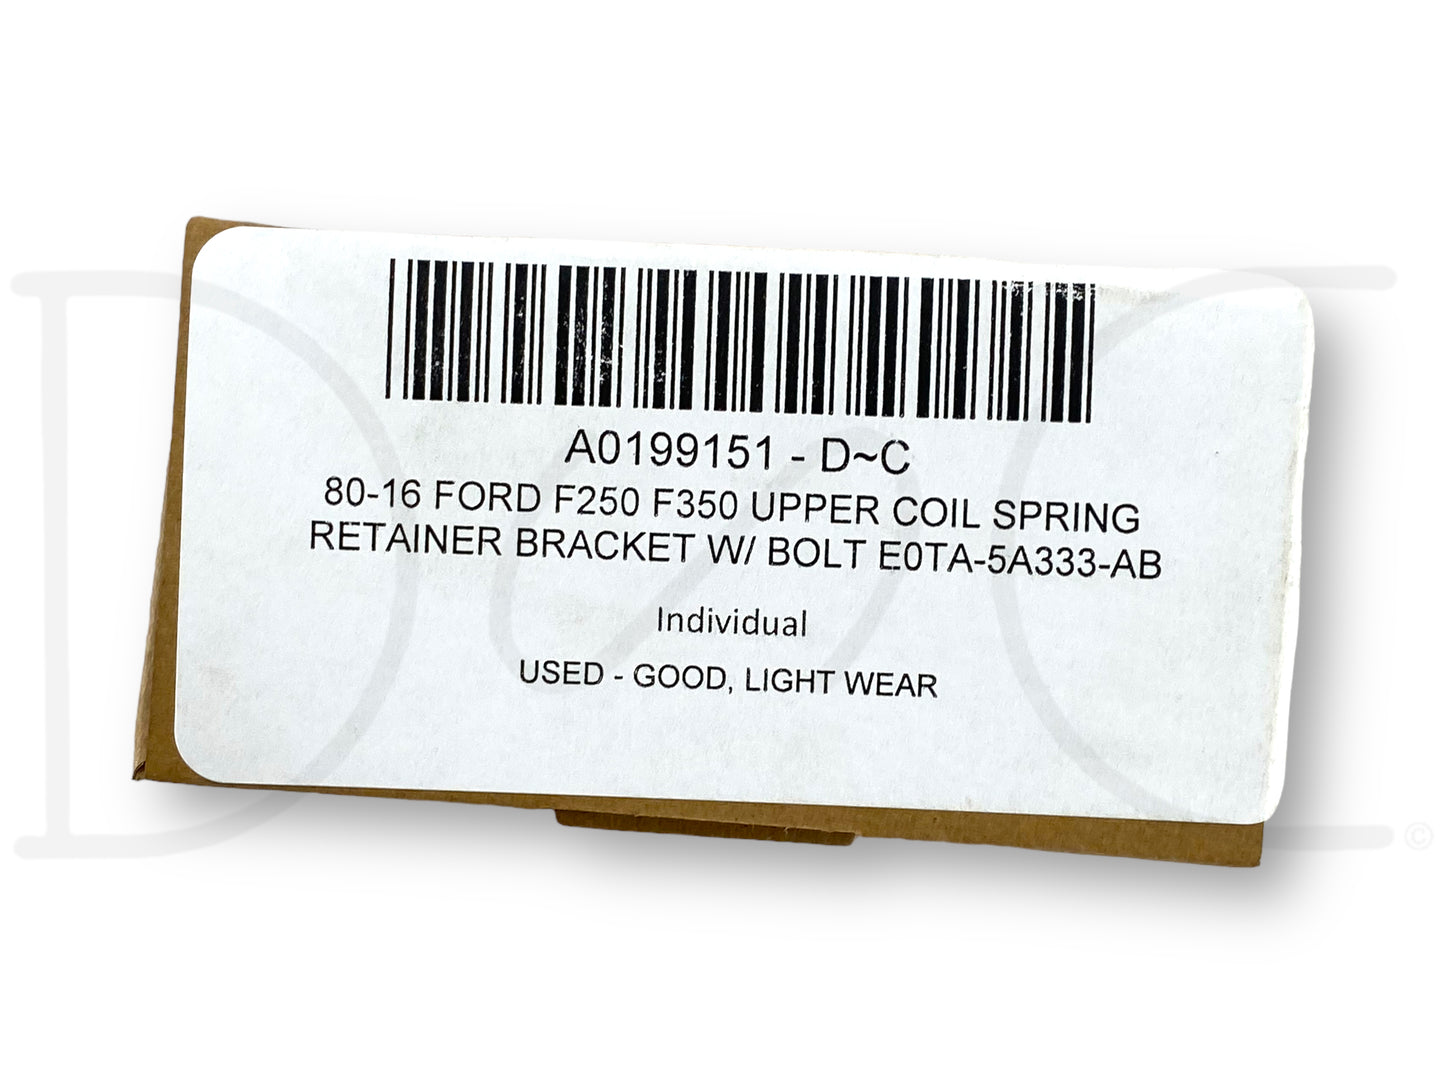 A0199151 - D~C
80-16 FORD F250 F350 UPPER COIL SPRING
RETAINER BRACKET W/ BOLT E0TA-5A333-AB
Individual
USED - GOOD, LIGHT WEAR
D~C
©